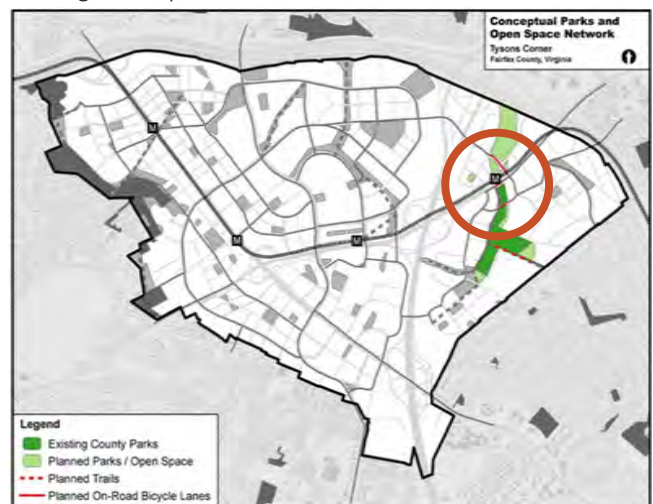 Conceptual Parks and
Open Space Network
Tysons Corner
Fairfax County, Virginia
M
M
M
M
Legend
Existing County Parks
Planned Parks / Open Space
Planned Trails
Planned On-Road Bicycle Lanes